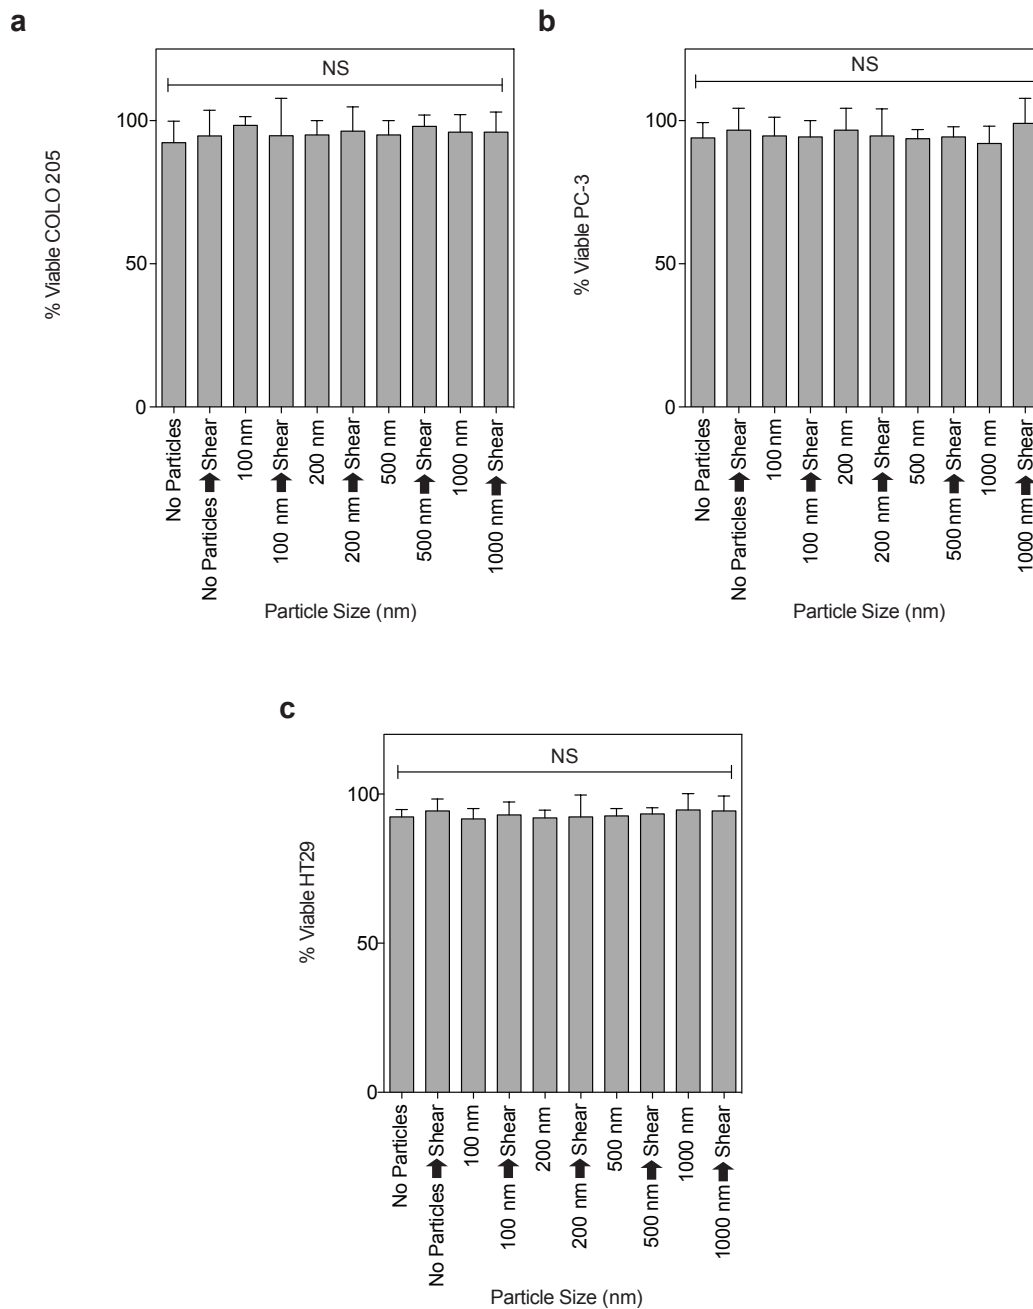 a
NS
% Viable COLO 205
100
50
0
No Particles
No Particles ➡ Shear
100 nm
100 nm ➡ Shear
200 nm
200 nm ➡ Shear
500 nm
500 nm ➡ Shear
1000 nm
1000 nm ➡ Shear
Particle Size (nm)
b
NS
% Viable PC-3
100
50
0
No Particles
No Particles ➡ Shear
100 nm
100 nm ➡ Shear
200 nm
200 nm ➡ Shear
500 nm
500 nm ➡ Shear
1000 nm
1000 nm ➡ Shear
Particle Size (nm)
c
NS
% Viable HT29
100
50
0
No Particles
No Particles ➡ Shear
100 nm
100 nm ➡ Shear
200 nm
200 nm ➡ Shear
500 nm
500 nm ➡ Shear
1000 nm
1000 nm ➡ Shear
Particle Size (nm)